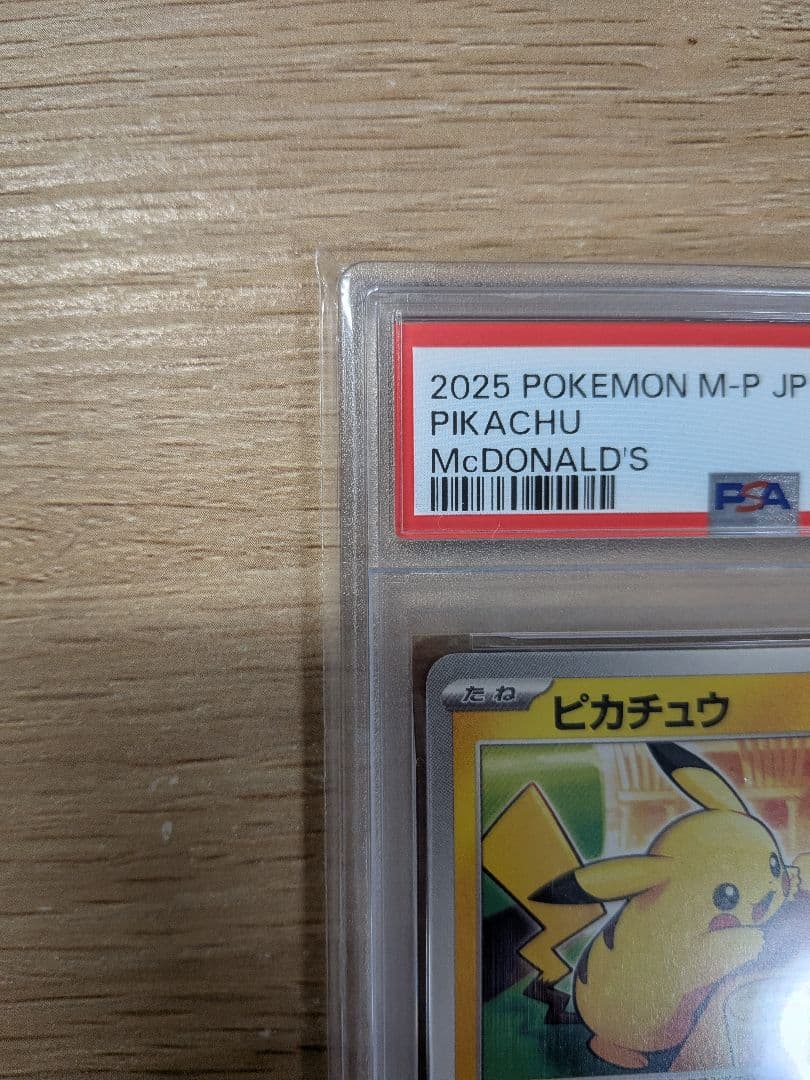 2025 POKEMON M-P JP
PIKACHU
McDONALD'S
PSA
たね
ピカチュウ